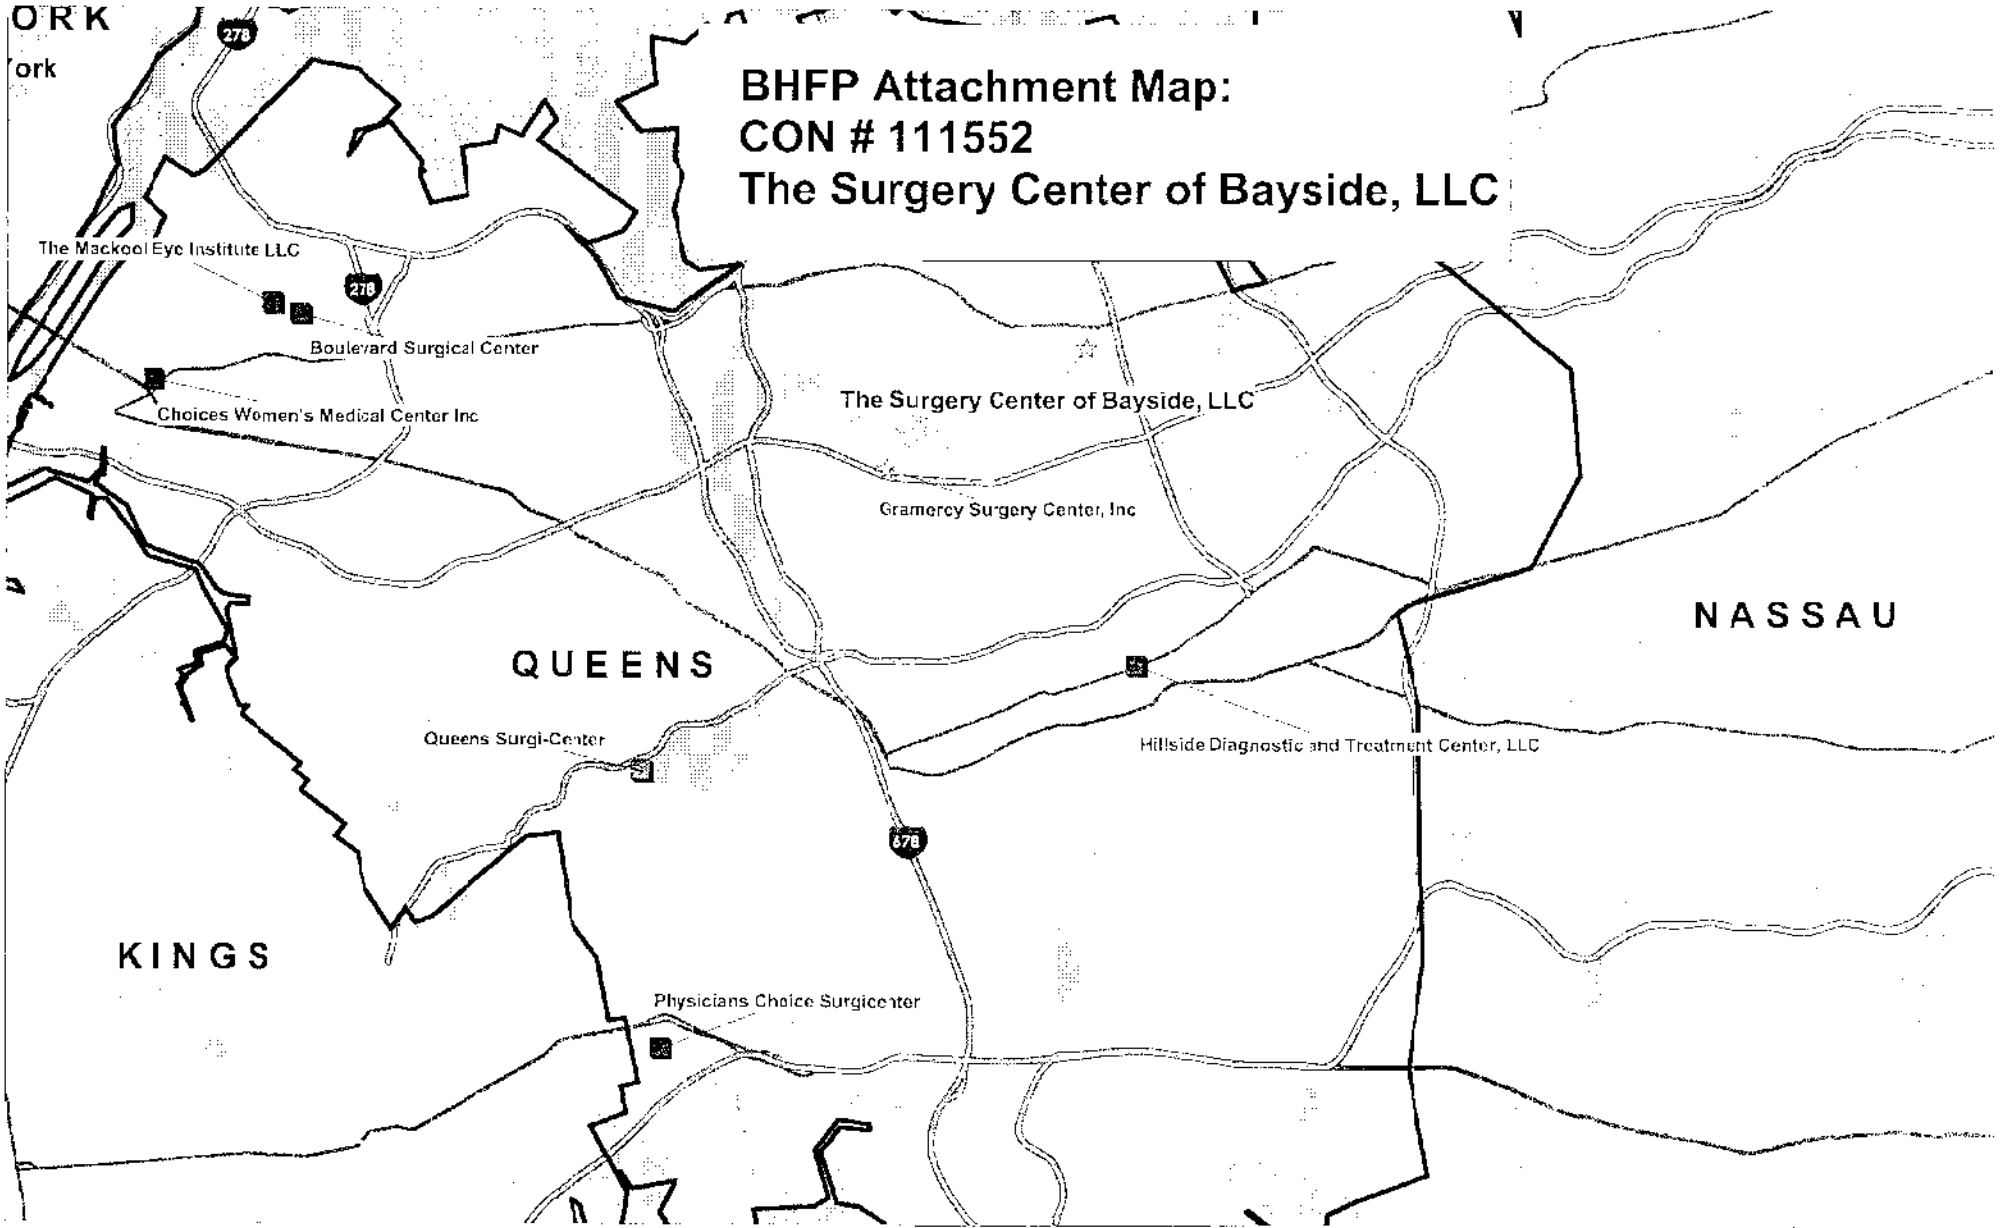 ORK
278
ork
BHFP Attachment Map:
CON # 111552
The Surgery Center of Bayside, LLC
The Mackool Eye Institute LLC
278
Boulevard Surgical Center
The Surgery Center of Bayside, LLC
Choices Women's Medical Center Inc
Gramercy Surgery Center, Inc
NASSAU
QUEENS
Queens Surgi-Center
Hillside Diagnostic and Treatment Center, LLC
678
KINGS
Physicians Choice Surgicenter